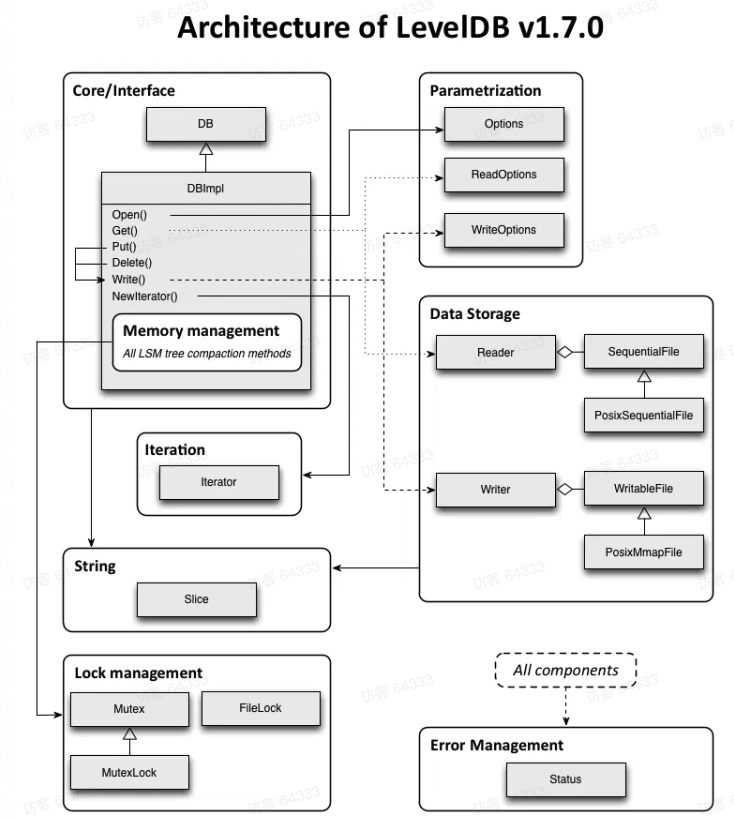 Architecture of LevelDB v1.7.0
Core/Interface
DB
DBImpl
Open()
Get()
Put()
Delete()
Write()
NewIterator()
Memory management
All LSM tree compaction methods
Parametrization
Options
ReadOptions
WriteOptions
Data Storage
Reader
SequentialFile
PosixSequentialFile
Writer
WritableFile
PosixMmapFile
Iteration
Iterator
String
Slice
Lock management
Mutex
FileLock
MutexLock
All components
Error Management
Status
访客 64333